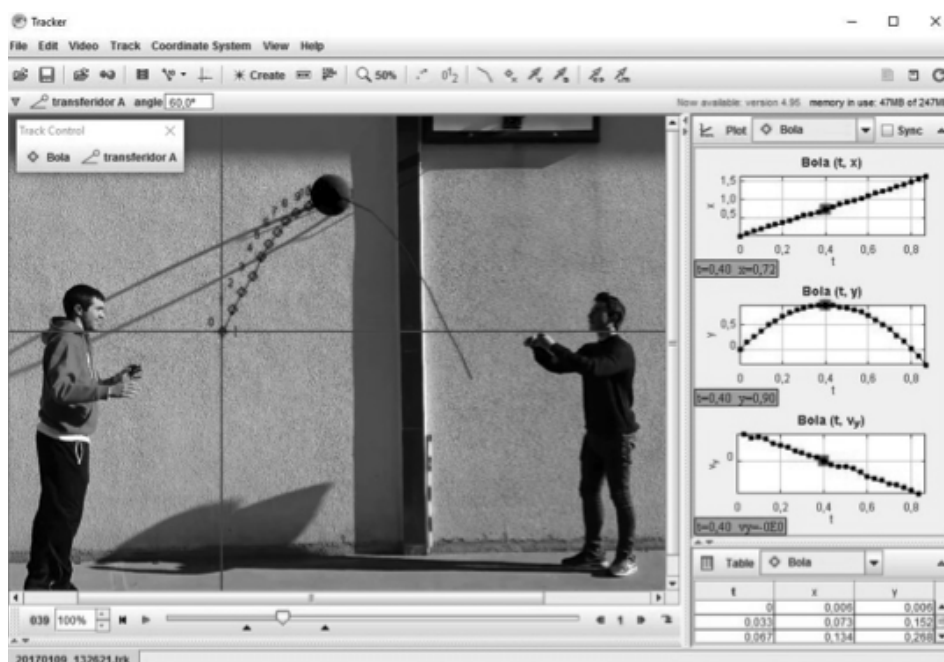 Tracker
File Edit Video Track Coordinate System View Help
Create 50%
transferidor A angle 60,0° Now available: version 4.95 memory in use: 47MB of 247M
Track Control
Bola transferidor A
Plot Bola Sync
Bola (t, x)
x
1,5
1,0
0,5
0 0,2 0,4 0,6 0,8
t
t=0,40 x=0,72
Bola (t, y)
y
0,5
0
0 0,2 0,4 0,6 0,8
t
t=0,40 y=0,90
Bola (t, vy)
vy
0
0 0,2 0,4 0,6 0,8
t
t=0,40 vy=-0E0
Table Bola
t x y
0 0,006 0,006
0,033 0,073 0,152
0,067 0,134 0,268
039 100% 1
20170109_132621.trk